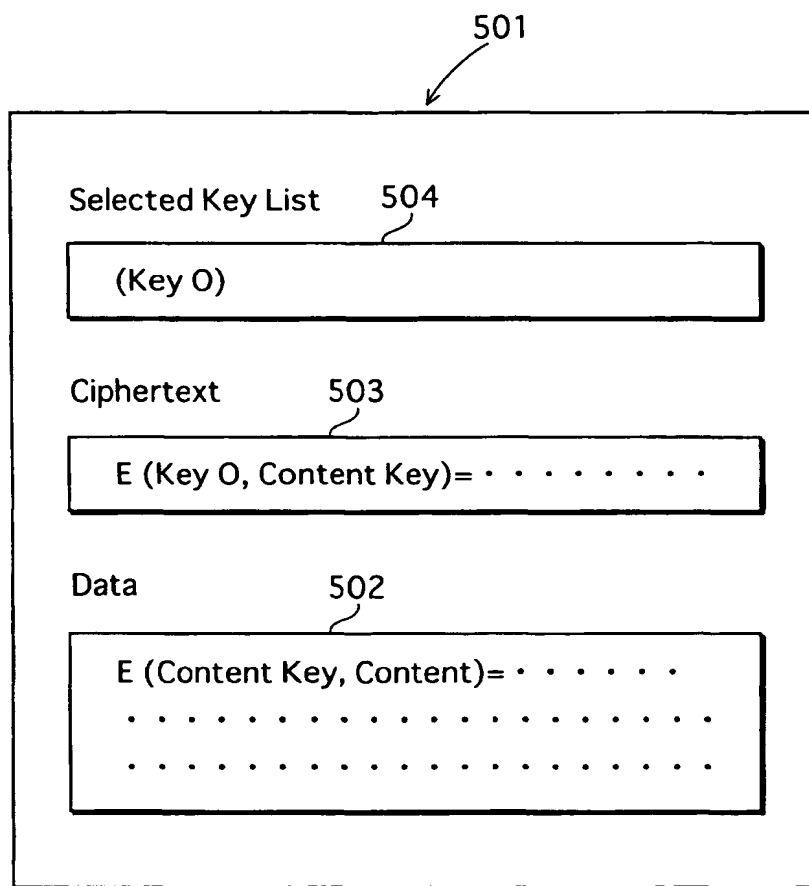 501
Selected Key List 504
(Key O)
Ciphertext 503
E (Key O, Content Key)= · · · · · · · ·
Data 502
E (Content Key, Content)= · · · · · ·
· · · · · · · · · · · · · · · · · · · ·
· · · · · · · · · · · · · · · · · · · ·